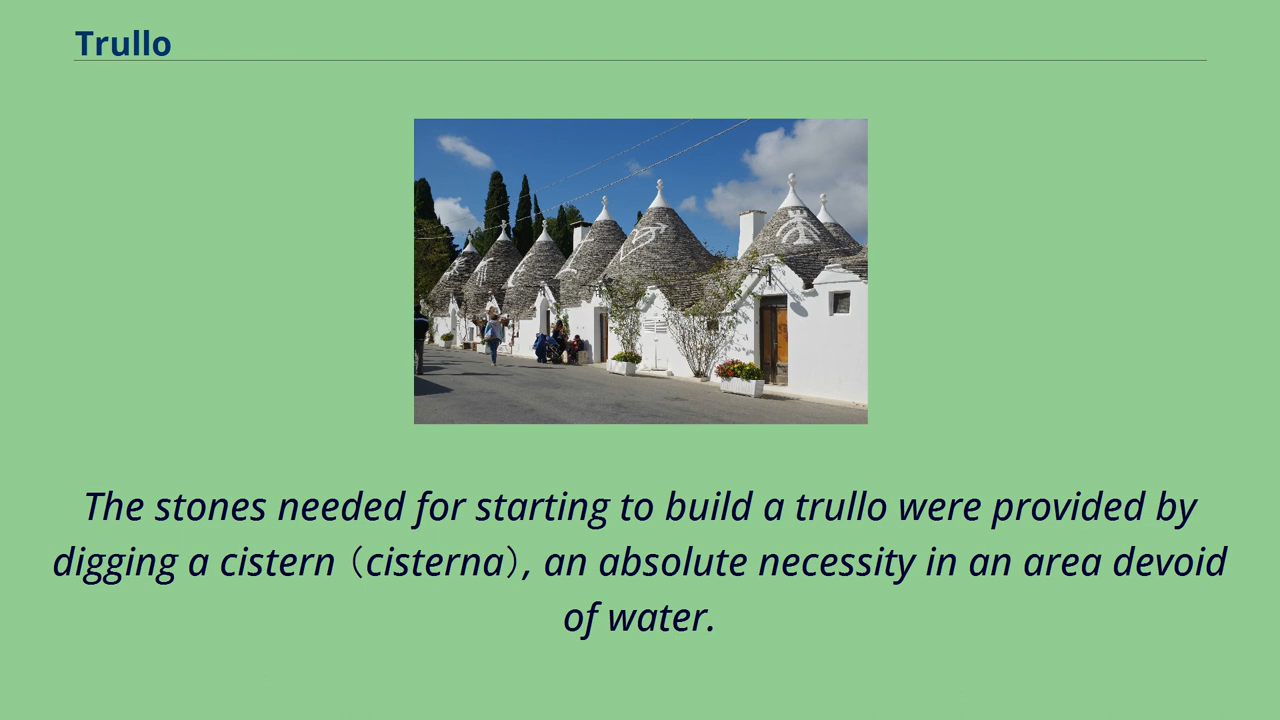 Trullo
The stones needed for starting to build a trullo were provided by
digging a cistern（cisterna）, an absolute necessity in an area devoid
of water.